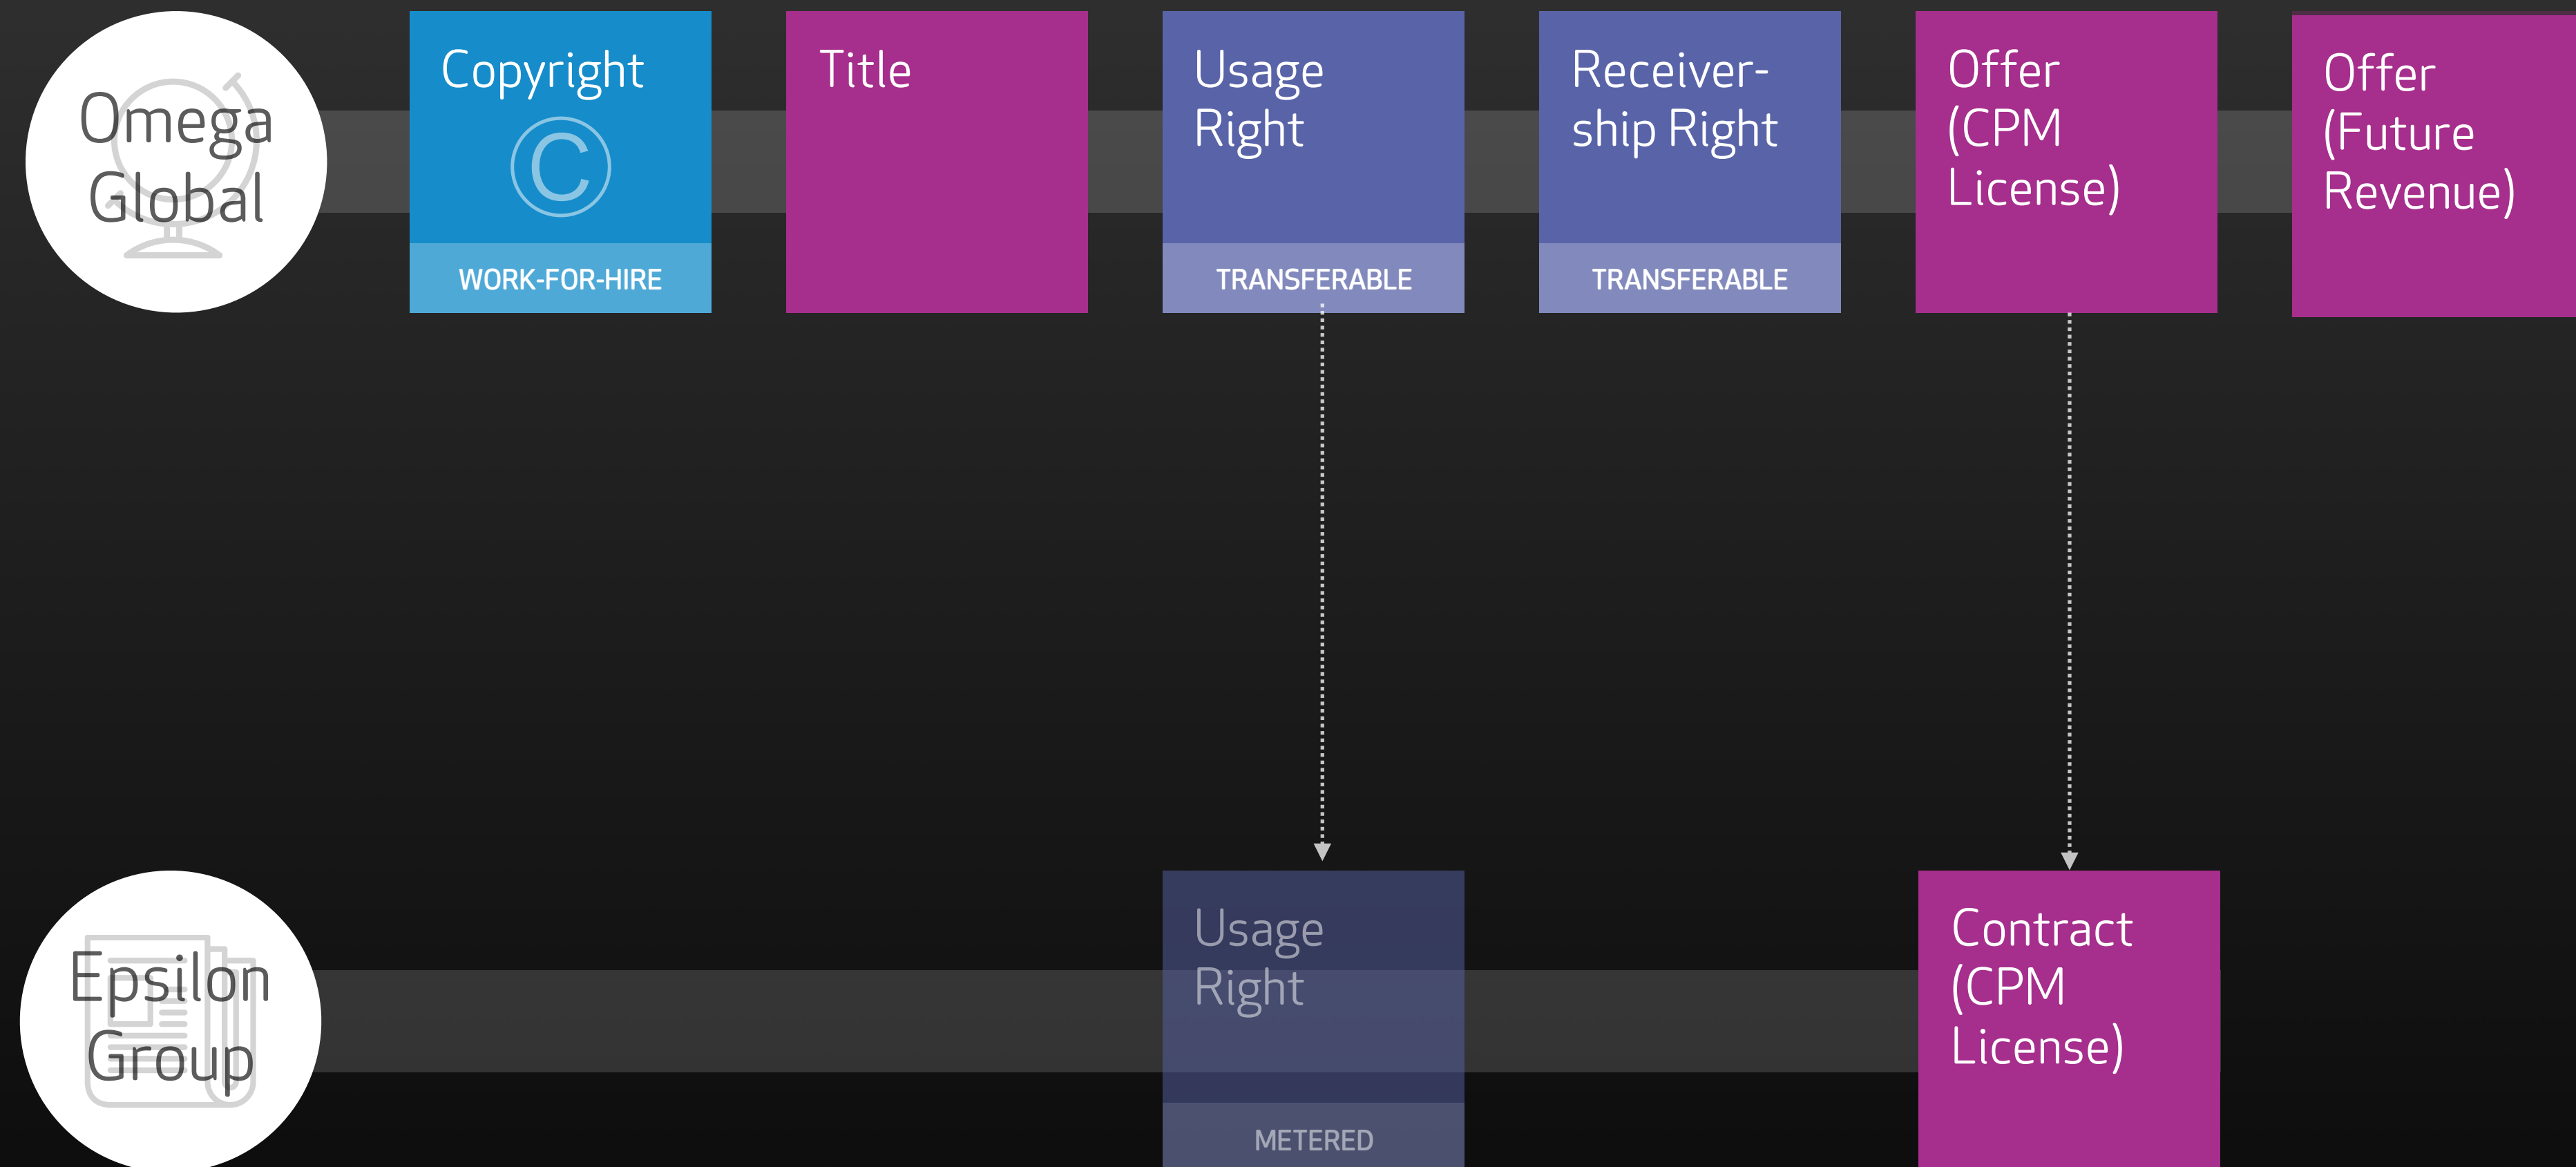 Omega
Global
Copyright
©
WORK-FOR-HIRE
Title
Usage
Right
TRANSFERABLE
Receiver-
ship Right
TRANSFERABLE
Offer
(CPM
License)
Offer
(Future
Revenue)
Epsilon
Group
Usage
Right
METERED
Contract
(CPM
License)